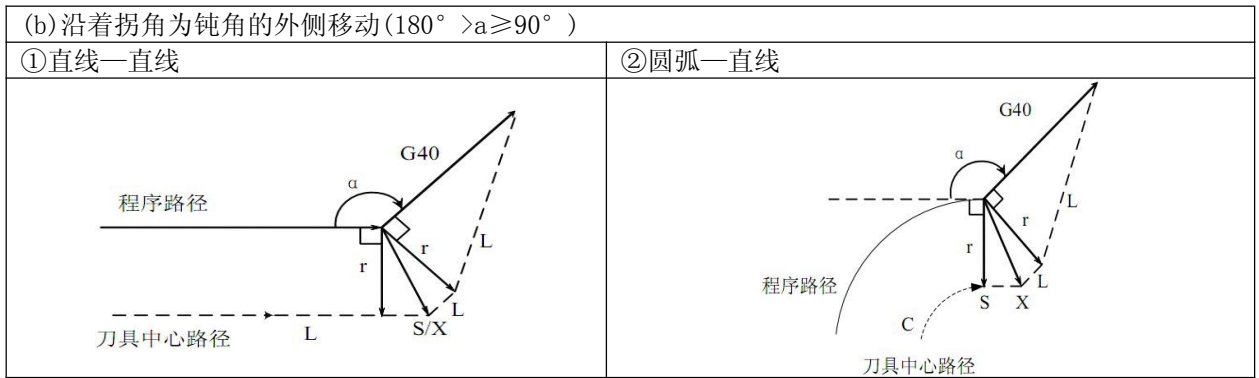 (b)沿着拐角为钝角的外侧移动(180°>a≥90°)
①直线—直线
②圆弧—直线
G40
α
程序路径
r
r
L
L
S/X
L
刀具中心路径
G40
α
L
r
r
程序路径
L
S
X
C
刀具中心路径